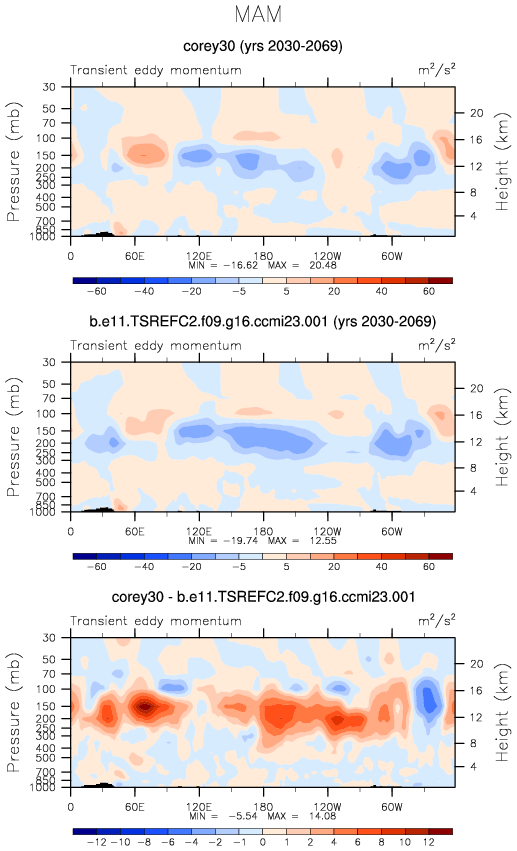 MAM
corey30 (yrs 2030-2069)
Transient eddy momentum m²/s²
30
50
70
100
150
200
250
300
400
500
700
850
1000
Pressure (mb)
20
16
12
8
4
Height (km)
0 60E 120E 180 120W 60W
MIN = -16.62 MAX = 20.48
-60 -40 -20 -5 5 20 40 60
b.e11.TSREFC2.f09.g16.ccmi23.001 (yrs 2030-2069)
Transient eddy momentum m²/s²
30
50
70
100
150
200
250
300
400
500
700
850
1000
Pressure (mb)
20
16
12
8
4
Height (km)
0 60E 120E 180 120W 60W
MIN = -19.74 MAX = 12.55
-60 -40 -20 -5 5 20 40 60
corey30 - b.e11.TSREFC2.f09.g16.ccmi23.001
Transient eddy momentum m²/s²
30
50
70
100
150
200
250
300
400
500
700
850
1000
Pressure (mb)
20
16
12
8
4
Height (km)
0 60E 120E 180 120W 60W
MIN = -5.54 MAX = 14.08
-12 -10 -8 -6 -4 -2 -1 0 1 2 4 6 8 10 12